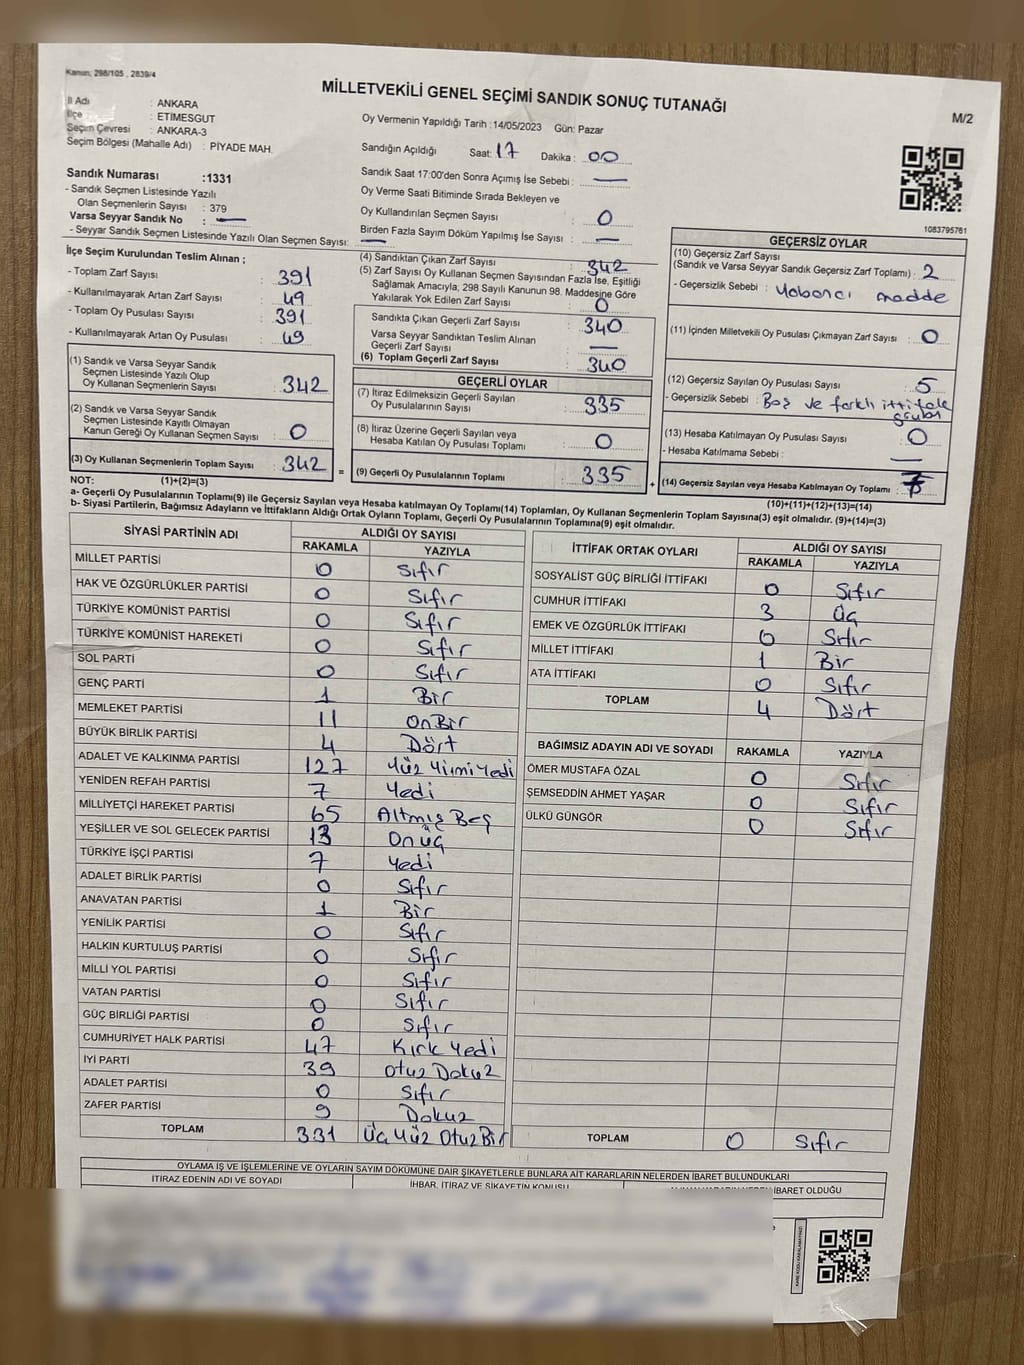 Kanun; 298/105 , 2839/4
MİLLETVEKİLİ GENEL SEÇİMİ SANDIK SONUÇ TUTANAĞI
M/2
İl Adı : ANKARA
İlçe : ETİMESGUT
Seçim Çevresi : ANKARA-3
Seçim Bölgesi (Mahalle Adı) : PİYADE MAH.
Sandık Numarası :1331
- Sandık Seçmen Listesinde Yazılı
Olan Seçmenlerin Sayısı : 379
Varsa Seyyar Sandık No : —
- Seyyar Sandık Seçmen Listesinde Yazılı Olan Seçmen Sayısı: —
Oy Vermenin Yapıldığı Tarih :14/05/2023 Gün: Pazar
Sandığın Açıldığı Saat: 17 Dakika : 00
Sandık Saat 17:00'den Sonra Açımış İse Sebebi : —
Oy Verme Saati Bitiminde Sırada Bekleyen ve
Oy Kullandırılan Seçmen Sayısı : 0
Birden Fazla Sayım Döküm Yapılmış İse Sayısı : —
1083795761
İlçe Seçim Kurulundan Teslim Alınan ;
- Toplam Zarf Sayısı : 391
- Kullanılmayarak Artan Zarf Sayısı : 49
- Toplam Oy Pusulası Sayısı : 391
- Kullanılmayarak Artan Oy Pusulası : 49
(1) Sandık ve Varsa Seyyar Sandık
Seçmen Listesinde Yazılı Olup
Oy Kullanan Seçmenlerin Sayısı : 342
(2) Sandık ve Varsa Seyyar Sandık
Seçmen Listesinde Kayıtlı Olmayan
Kanun Gereği Oy Kullanan Seçmen Sayısı : 0
(3) Oy Kullanan Seçmenlerin Toplam Sayısı : 342
(4) Sandıktan Çıkan Zarf Sayısı : 342
(5) Zarf Sayısı Oy Kullanan Seçmen Sayısından Fazla İse, Eşitliği
Sağlamak Amacıyla, 298 Sayılı Kanunun 98. Maddesine Göre
Yakılarak Yok Edilen Zarf Sayısı : 0
Sandıkta Çıkan Geçerli Zarf Sayısı : 340
Varsa Seyyar Sandıktan Teslim Alınan
Geçerli Zarf Sayısı : —
(6) Toplam Geçerli Zarf Sayısı : 340
GEÇERLİ OYLAR
(7) İtiraz Edilmeksizin Geçerli Sayılan
Oy Pusulalarının Sayısı : 335
(8) İtiraz Üzerine Geçerli Sayılan veya
Hesaba Katılan Oy Pusulası Toplamı : 0
= (9) Geçerli Oy Pusulalarının Toplamı : 335 +
GEÇERSİZ OYLAR
(10) Geçersiz Zarf Sayısı
(Sandık ve Varsa Seyyar Sandık Geçersiz Zarf Toplamı) : 2
- Geçersizlik Sebebi : Yabancı madde
(11) İçinden Milletvekili Oy Pusulası Çıkmayan Zarf Sayısı : 0
(12) Geçersiz Sayılan Oy Pusulası Sayısı : 5
- Geçersizlik Sebebi : Boş ve farklı ittifak
(13) Hesaba Katılmayan Oy Pusulası Sayısı : 0
- Hesaba Katılmama Sebebi : —
(14) Geçersiz Sayılan veya Hesaba Katılmayan Oy Toplamı : 7
NOT: (1)+(2)=(3)
(10)+(11)+(12)+(13)=(14)
a- Geçerli Oy Pusulalarının Toplamı(9) ile Geçersiz Sayılan veya Hesaba katılmayan Oy Toplamı(14) Toplamları, Oy Kullanan Seçmenlerin Toplam Sayısına(3) eşit olmalıdır. (9)+(14)=(3)
b- Siyasi Partilerin, Bağımsız Adayların ve İttifakların Aldığı Ortak Oyların Toplamı, Geçerli Oy Pusulalarının Toplamına(9) eşit olmalıdır.
SİYASİ PARTİNİN ADI ALDIĞI OY SAYISI
RAKAMLA YAZIYLA
MİLLET PARTİSİ 0 Sıfır
HAK VE ÖZGÜRLÜKLER PARTİSİ 0 Sıfır
TÜRKİYE KOMÜNİST PARTİSİ 0 Sıfır
TÜRKİYE KOMÜNİST HAREKETİ 0 Sıfır
SOL PARTİ 0 Sıfır
GENÇ PARTİ 1 Bir
MEMLEKET PARTİSİ 11 OnBir
BÜYÜK BİRLİK PARTİSİ 4 Dört
ADALET VE KALKINMA PARTİSİ 127 Yüz Yirmi Yedi
YENİDEN REFAH PARTİSİ 7 Yedi
MİLLİYETÇİ HAREKET PARTİSİ 65 Altmış Beş
YEŞİLLER VE SOL GELECEK PARTİSİ 13 Onüç
TÜRKİYE İŞÇİ PARTİSİ 7 Yedi
ADALET BİRLİK PARTİSİ 0 Sıfır
ANAVATAN PARTİSİ 1 Bir
YENİLİK PARTİSİ 0 Sıfır
HALKIN KURTULUŞ PARTİSİ 0 Sıfır
MİLLİ YOL PARTİSİ 0 Sıfır
VATAN PARTİSİ 0 Sıfır
GÜÇ BİRLİĞİ PARTİSİ 0 Sıfır
CUMHURİYET HALK PARTİSİ 47 Kırk Yedi
İYİ PARTİ 39 Otuz Dokuz
ADALET PARTİSİ 0 Sıfır
ZAFER PARTİSİ 9 Dokuz
TOPLAM 331 Üç Yüz Otuz Bir
İTTİFAK ORTAK OYLARI ALDIĞI OY SAYISI
RAKAMLA YAZIYLA
SOSYALİST GÜÇ BİRLİĞİ İTTİFAKI 0 Sıfır
CUMHUR İTTİFAKI 3 Üç
EMEK VE ÖZGÜRLÜK İTTİFAKI 0 Sıfır
MİLLET İTTİFAKI 1 Bir
ATA İTTİFAKI 0 Sıfır
TOPLAM 4 Dört
BAĞIMSIZ ADAYIN ADI VE SOYADI RAKAMLA YAZIYLA
ÖMER MUSTAFA ÖZAL 0 Sıfır
ŞEMSEDDİN AHMET YAŞAR 0 Sıfır
ÜLKÜ GÜNGÖR 0 Sıfır
TOPLAM 0 Sıfır
OYLAMA İŞ VE İŞLEMLERİNE VE OYLARIN SAYIM DÖKÜMÜNE DAİR ŞİKAYETLERLE BUNLARA AİT KARARLARIN NELERDEN İBARET BULUNDUKLARI
İTİRAZ EDENİN ADI VE SOYADI İHBAR, İTİRAZ VE ŞİKAYETİN KONUSU İBARET OLDUĞU